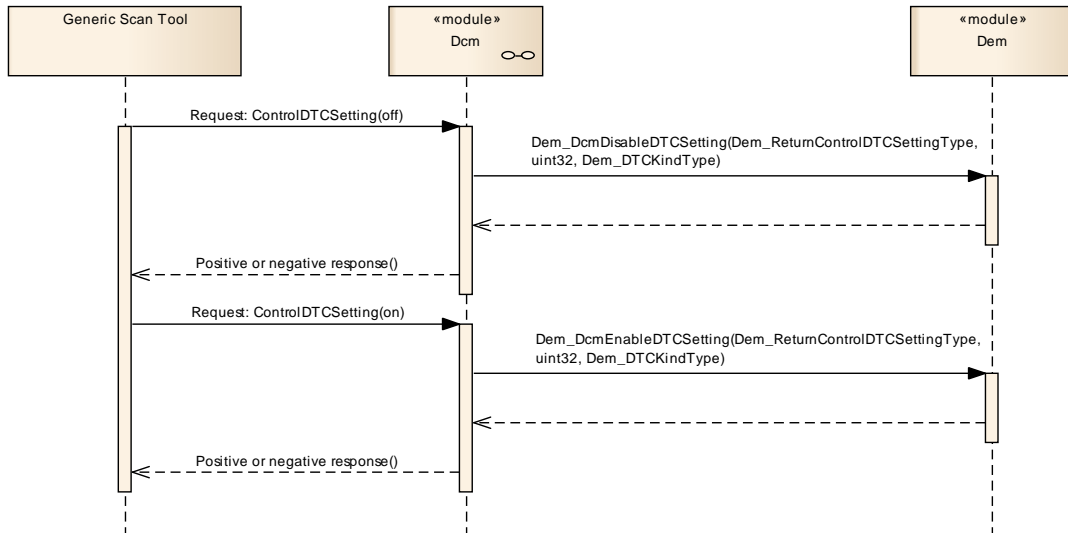 Generic Scan Tool
«module»
Dcm
«module»
Dem
Request: ControlDTCSetting(off)
Dem_DcmDisableDTCSetting(Dem_ReturnControlDTCSettingType,
uint32, Dem_DTCKindType)
Positive or negative response()
Request: ControlDTCSetting(on)
Dem_DcmEnableDTCSetting(Dem_ReturnControlDTCSettingType,
uint32, Dem_DTCKindType)
Positive or negative response()